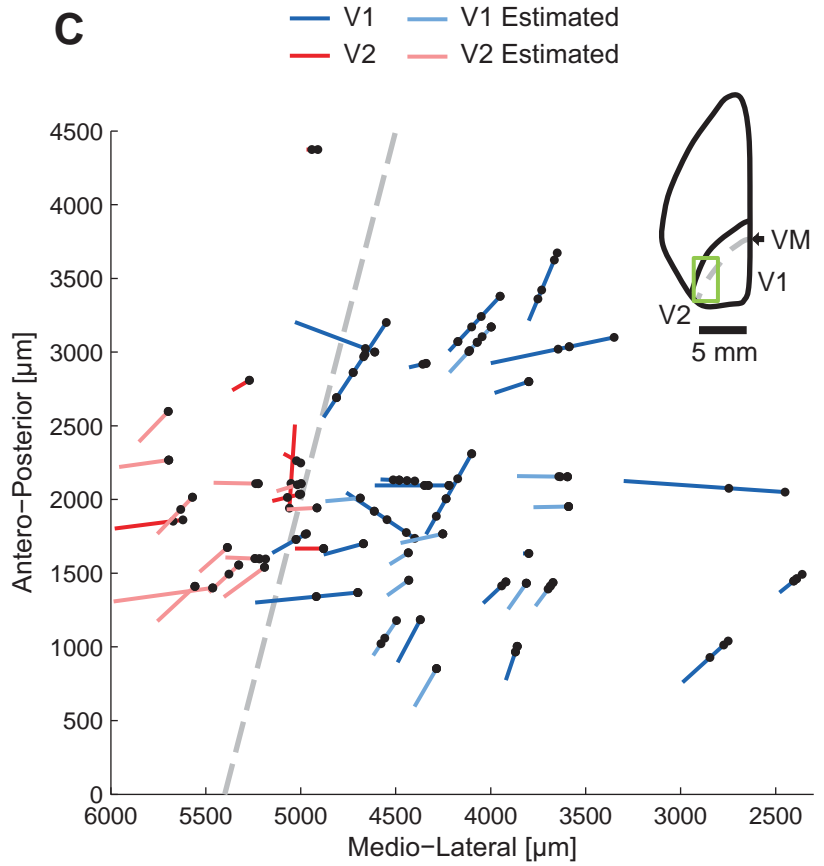 C
V1 V1 Estimated
V2 V2 Estimated
4500
4000
3500
3000
2500
2000
1500
1000
500
0
Antero−Posterior [µm]
6000 5500 5000 4500 4000 3500 3000 2500
Medio−Lateral [µm]
VM
V1
V2
5 mm